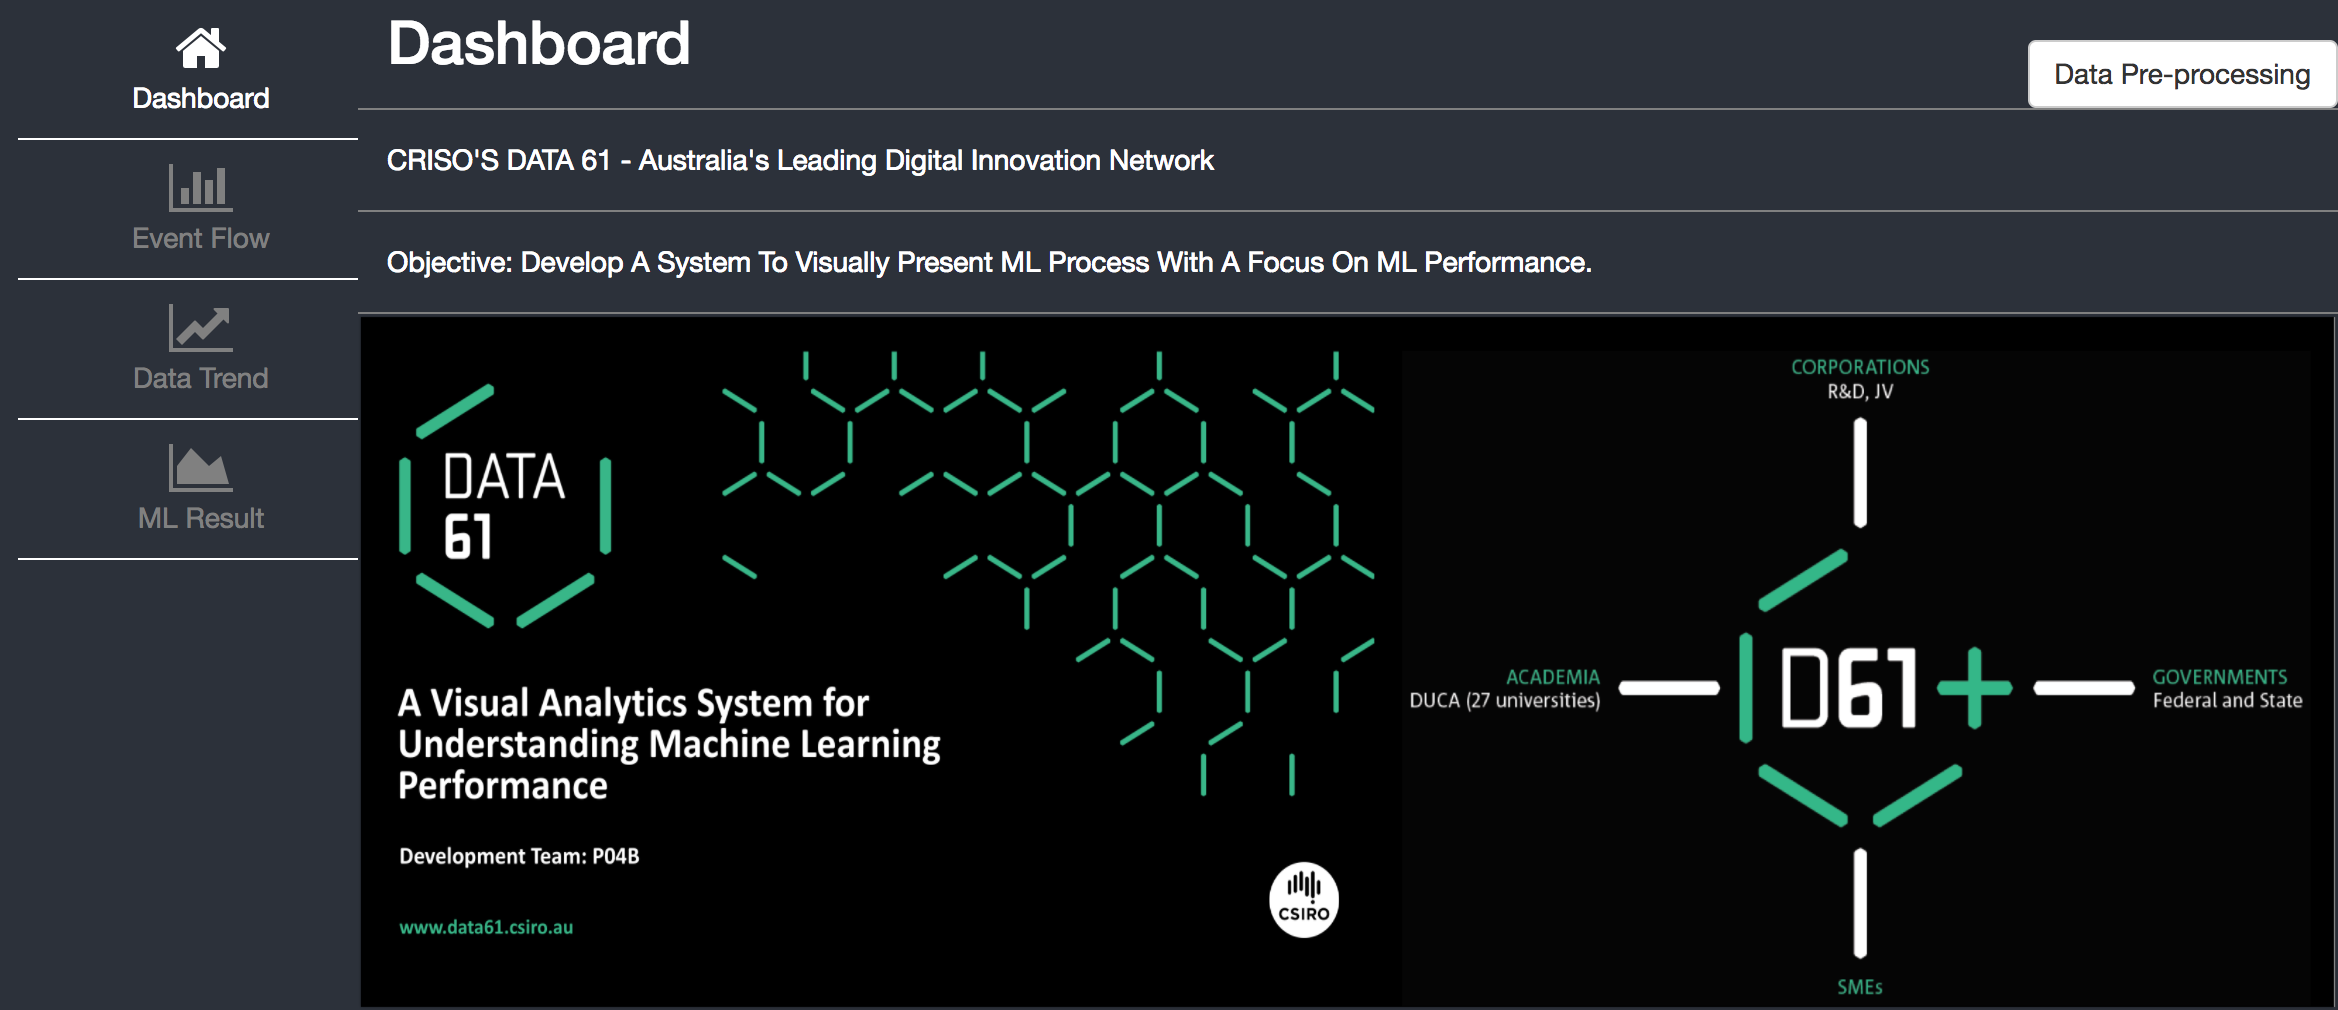 Dashboard
Event Flow
Data Trend
ML Result
Dashboard
Data Pre-processing
CRISO'S DATA 61 - Australia's Leading Digital Innovation Network
Objective: Develop A System To Visually Present ML Process With A Focus On ML Performance.
DATA
61
A Visual Analytics System for
Understanding Machine Learning
Performance
Development Team: P04B
www.data61.csiro.au
CSIRO
CORPORATIONS
R&D, JV
ACADEMIA
DUCA (27 universities)
D61+
GOVERNMENTS
Federal and State
SMEs